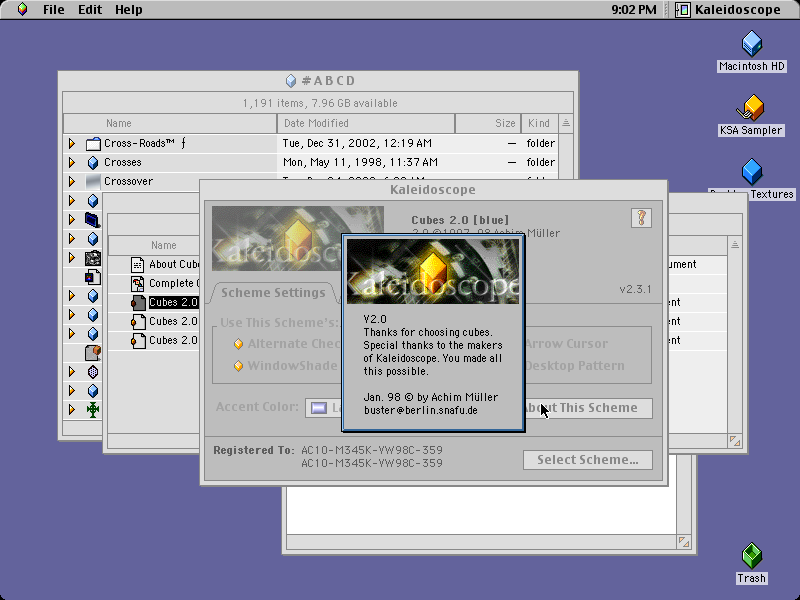 File Edit Help
9:02 PM
Kaleidoscope
Macintosh HD
KSA Sampler
Textures
Trash
#ABCD
1,191 items, 7.96 GB available
Name Date Modified Size Kind
Cross-Roads™ ƒ Tue, Dec 31, 2002, 12:19 AM — folder
Crosses Mon, May 11, 1998, 11:37 AM — folder
Crossover
Name
About Cube
Complete
Cubes 2.0
Cubes 2.0
Cubes 2.0
Kaleidoscope
Cubes 2.0 [blue]
2.0 ©1997-98 Achim Müller
v2.3.1
Scheme Settings
Use This Scheme's:
Alternate Chec
WindowShade
Arrow Cursor
Desktop Pattern
Accent Color:
About This Scheme
Registered To: AC10-M345K-YW98C-359
AC10-M345K-YW98C-359
Select Scheme...
Kaleidoscope
V2.0
Thanks for choosing cubes.
Special thanks to the makers
of Kaleidoscope. You made all
this possible.
Jan. 98 © by Achim Müller
buster@berlin.snafu.de